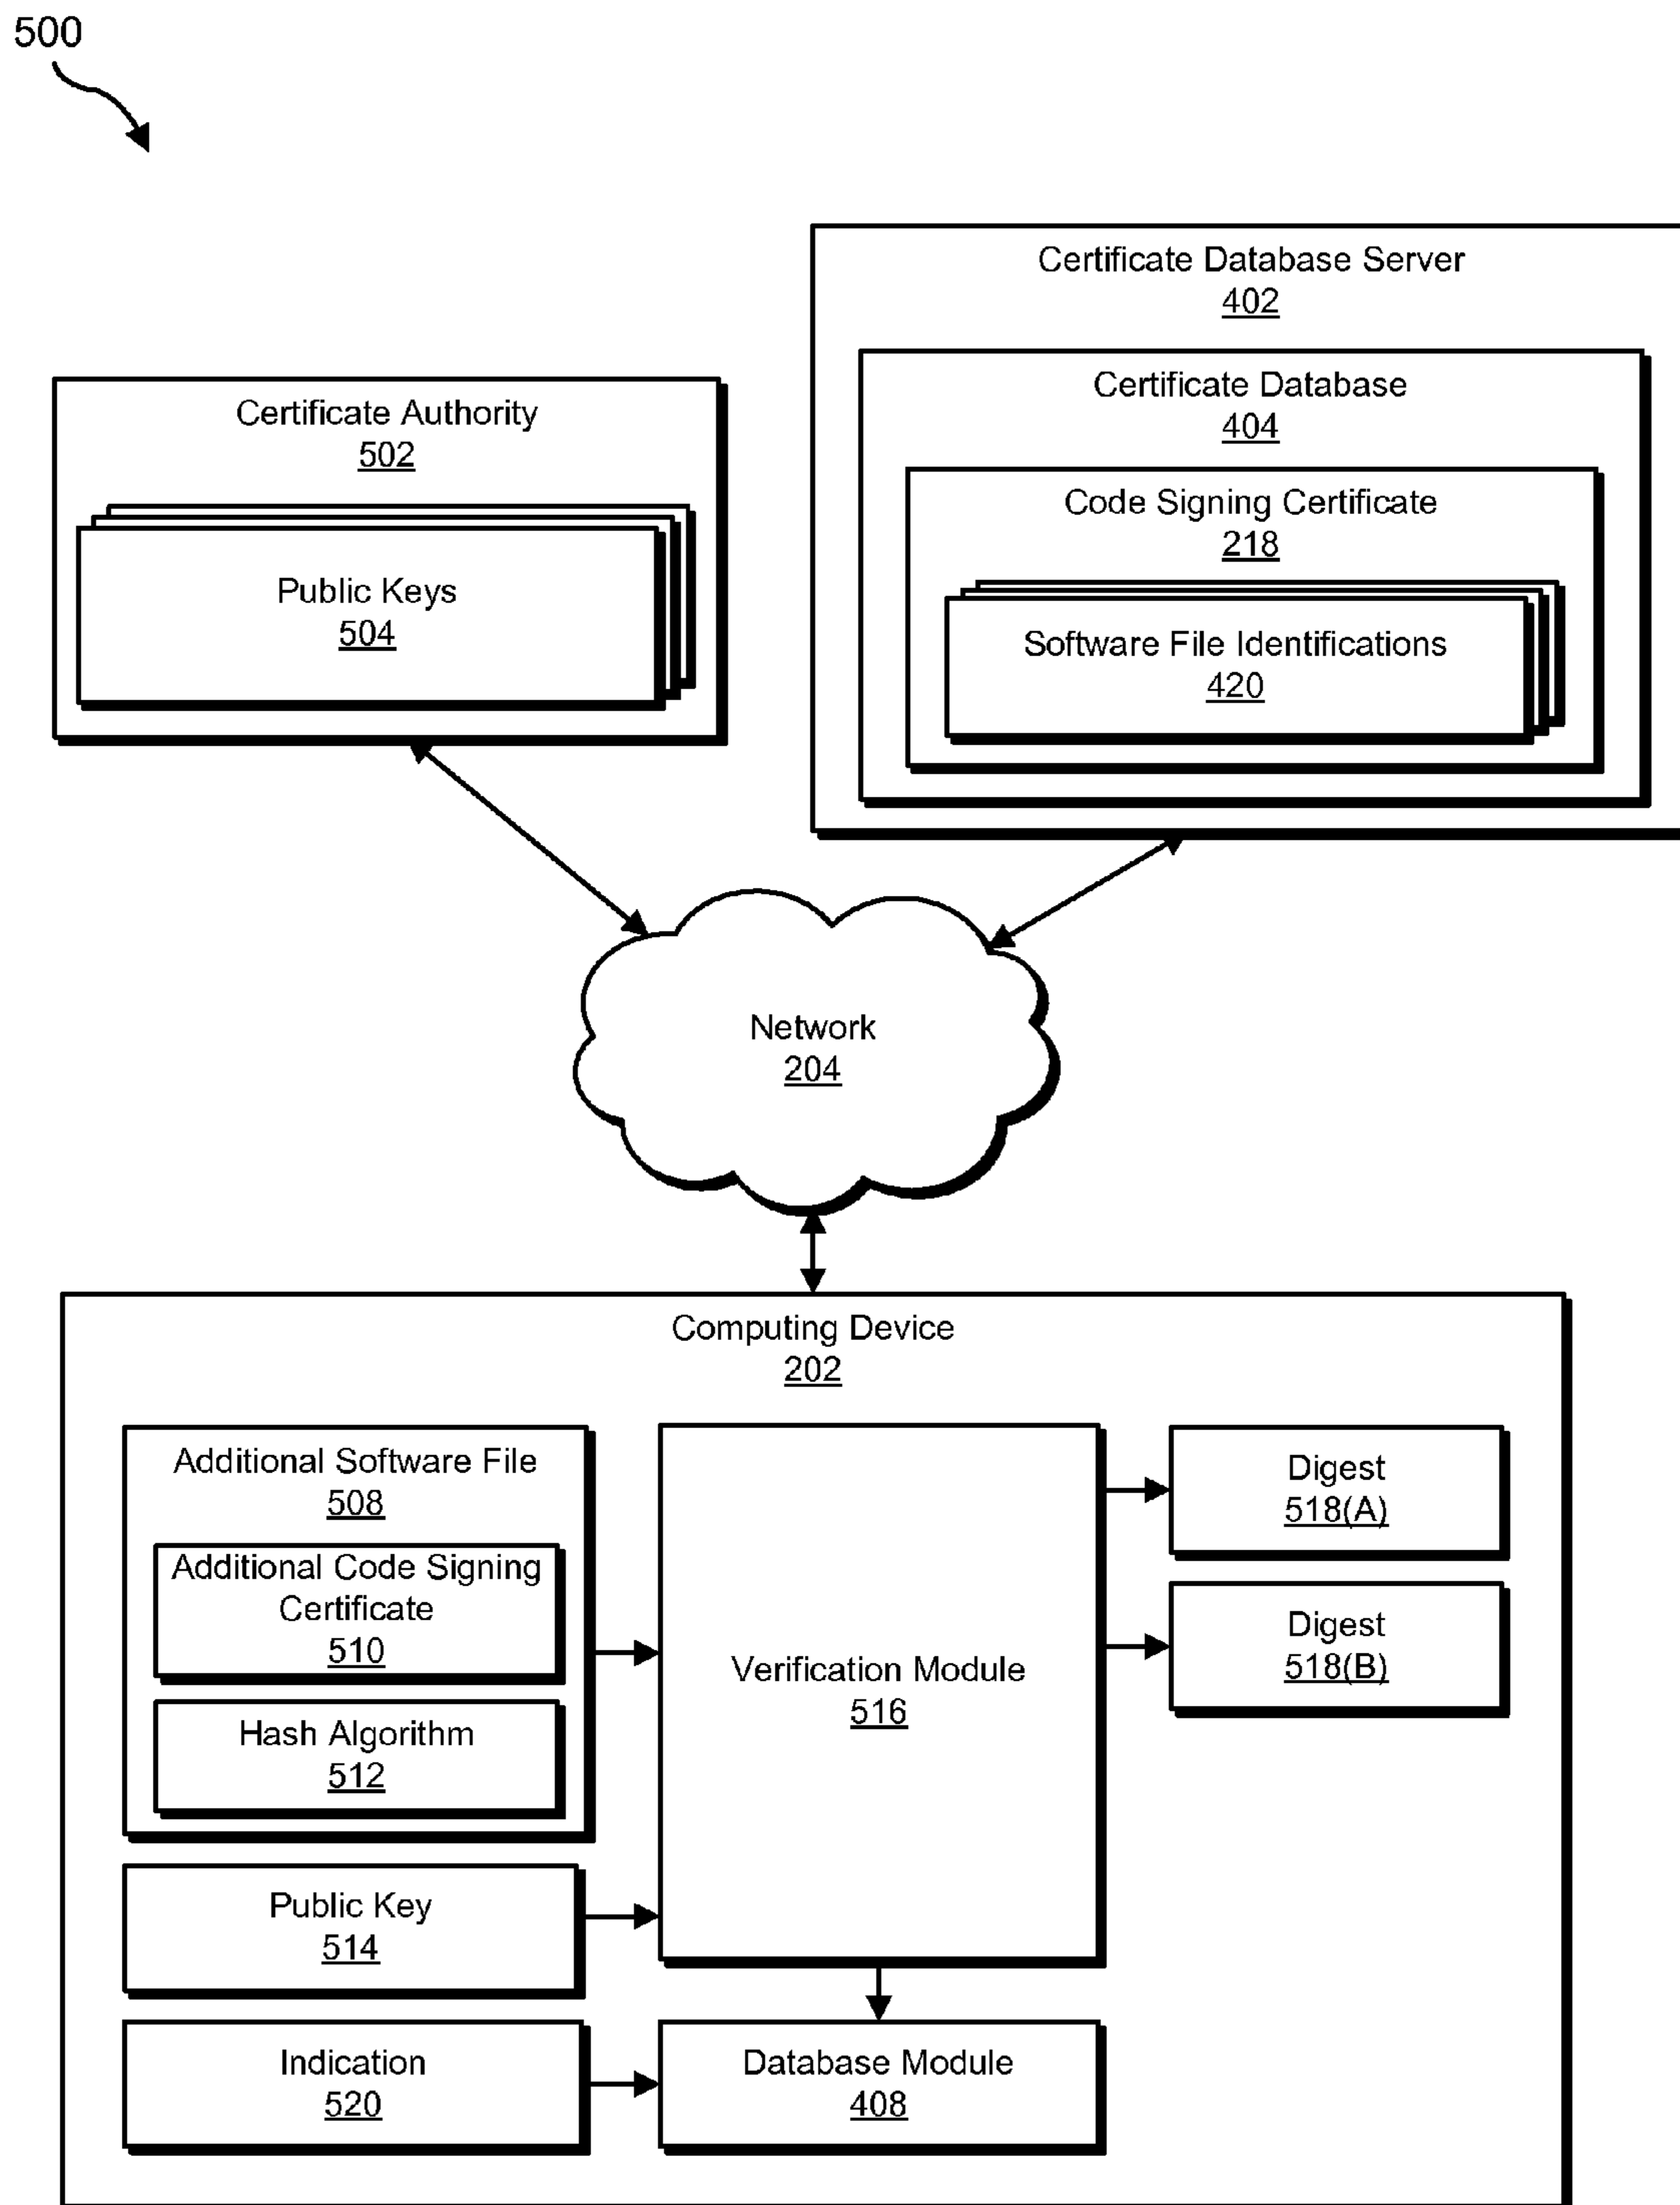 500
Certificate Database Server
402
Certificate Database
404
Code Signing Certificate
218
Software File Identifications
420
Certificate Authority
502
Public Keys
504
Network
204
Computing Device
202
Additional Software File
508
Additional Code Signing
Certificate
510
Hash Algorithm
512
Public Key
514
Indication
520
Verification Module
516
Database Module
408
Digest
518(A)
Digest
518(B)